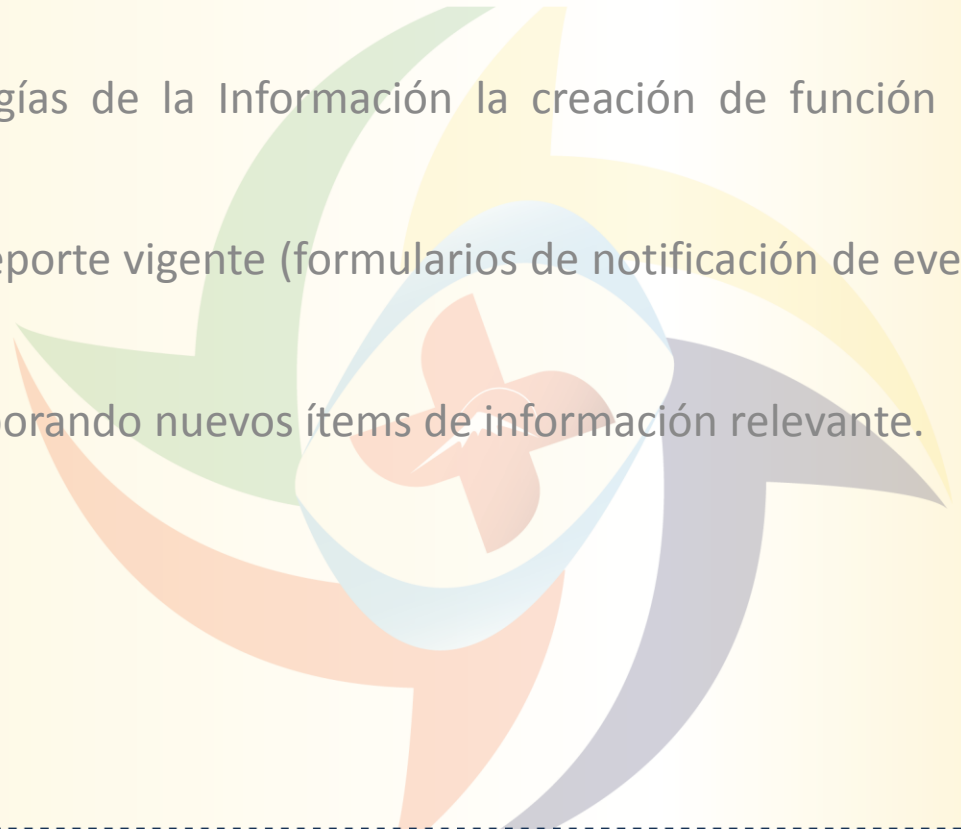 gías de la Información la creación de función
eporte vigente (formularios de notificación de eve
orando nuevos ítems de información relevante.